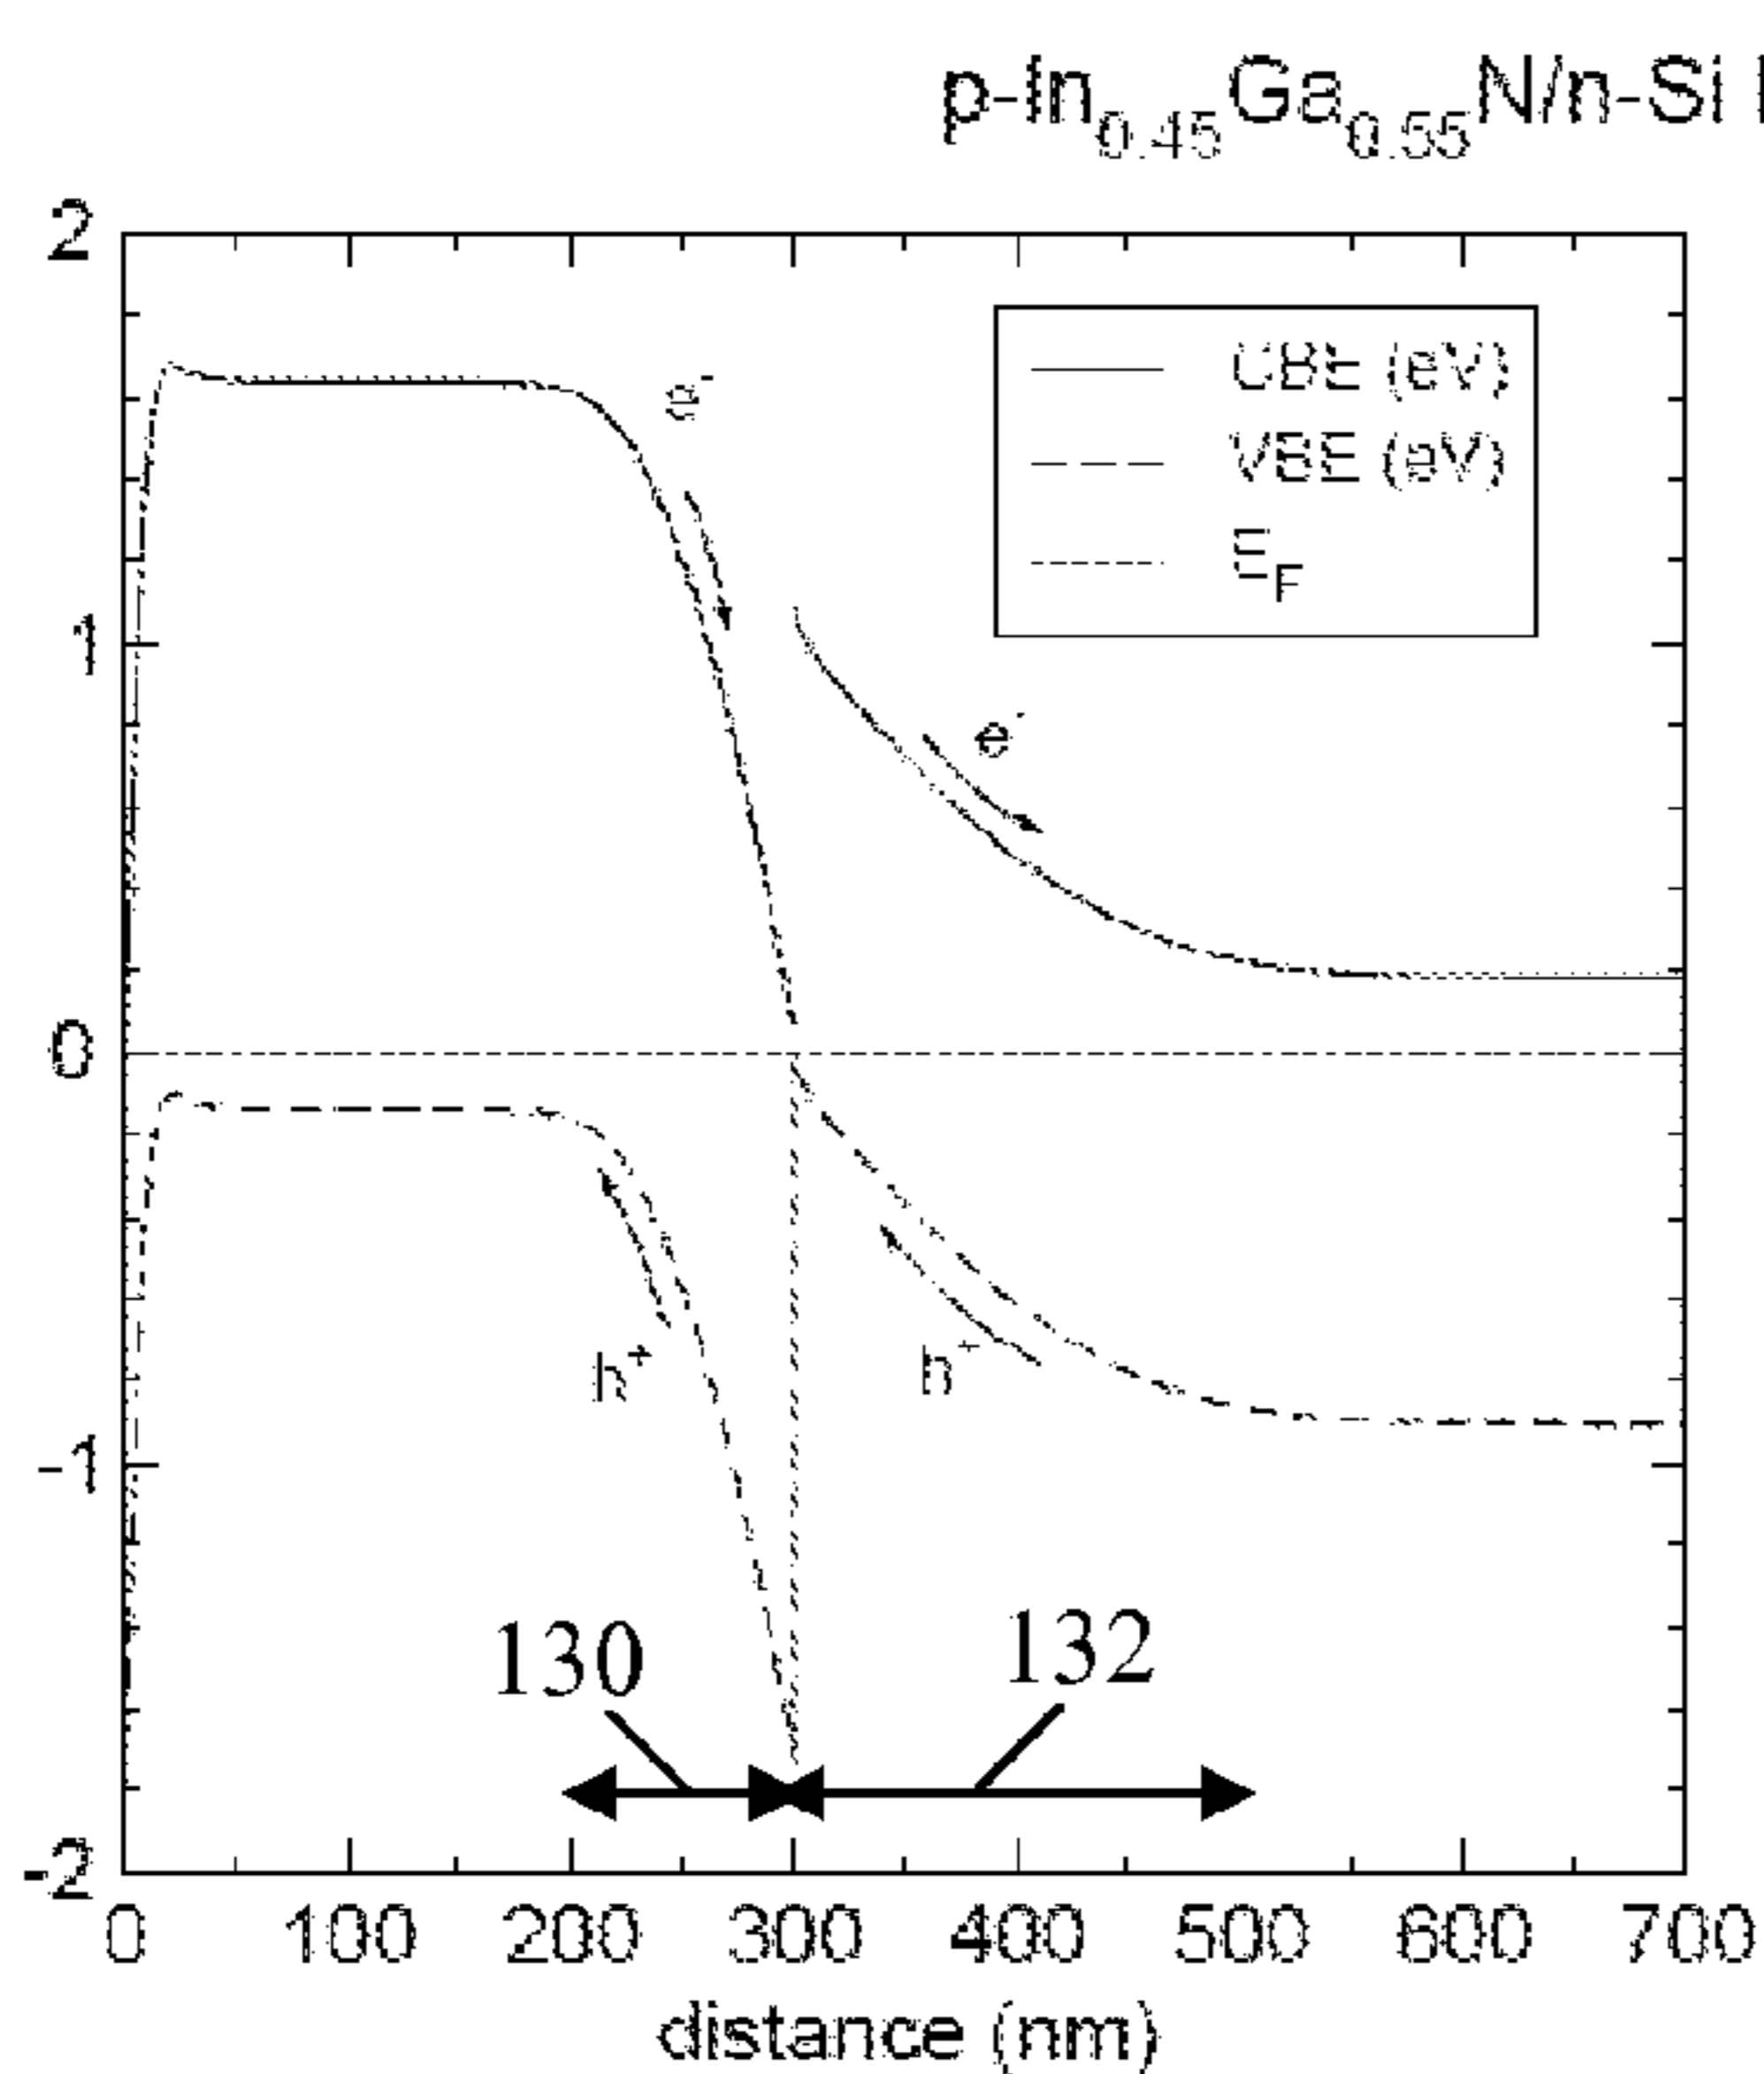 p-In0.45Ga0.55N/n-Si
2
1
0
-1
-2
CBE (eV)
VBE (eV)
EF
e-
e-
h+
h+
130
132
0 100 200 300 400 500 600 700
distance (nm)